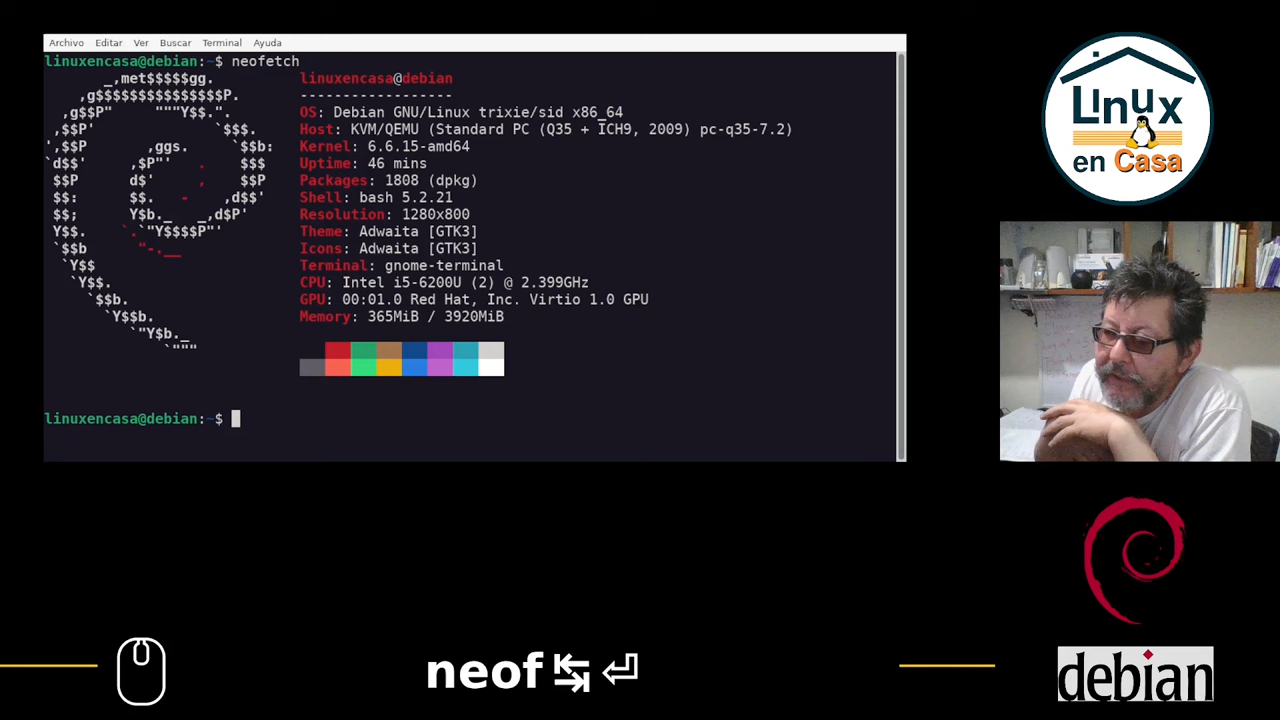 Archivo Editar Ver Buscar Terminal Ayuda
linuxencasa@debian:~$ neofetch
_,met$$$$$gg.
,g$$$$$$$$$$$$$$$P.
,g$$P"     """Y$$.".
,$$P'              `$$$.
',$$P       ,ggs.     `$$b:
`d$$'     ,$P"'   .    $$$
$$P      d$'     ,    $$P
$$:      $$.   -    ,d$$'
$$;      Y$b._   _,d$P'
Y$$.    `.`"Y$$$$P"'
`$$b      "-.__
`Y$$
`Y$$.
`$$b.
`Y$$b.
`"Y$b._
`"""
linuxencasa@debian
------------------
OS: Debian GNU/Linux trixie/sid x86_64
Host: KVM/QEMU (Standard PC (Q35 + ICH9, 2009) pc-q35-7.2)
Kernel: 6.6.15-amd64
Uptime: 46 mins
Packages: 1808 (dpkg)
Shell: bash 5.2.21
Resolution: 1280x800
Theme: Adwaita [GTK3]
Icons: Adwaita [GTK3]
Terminal: gnome-terminal
CPU: Intel i5-6200U (2) @ 2.399GHz
GPU: 00:01.0 Red Hat, Inc. Virtio 1.0 GPU
Memory: 365MiB / 3920MiB
linuxencasa@debian:~$
Linux
en Casa
neof ↹ ⏎
debian